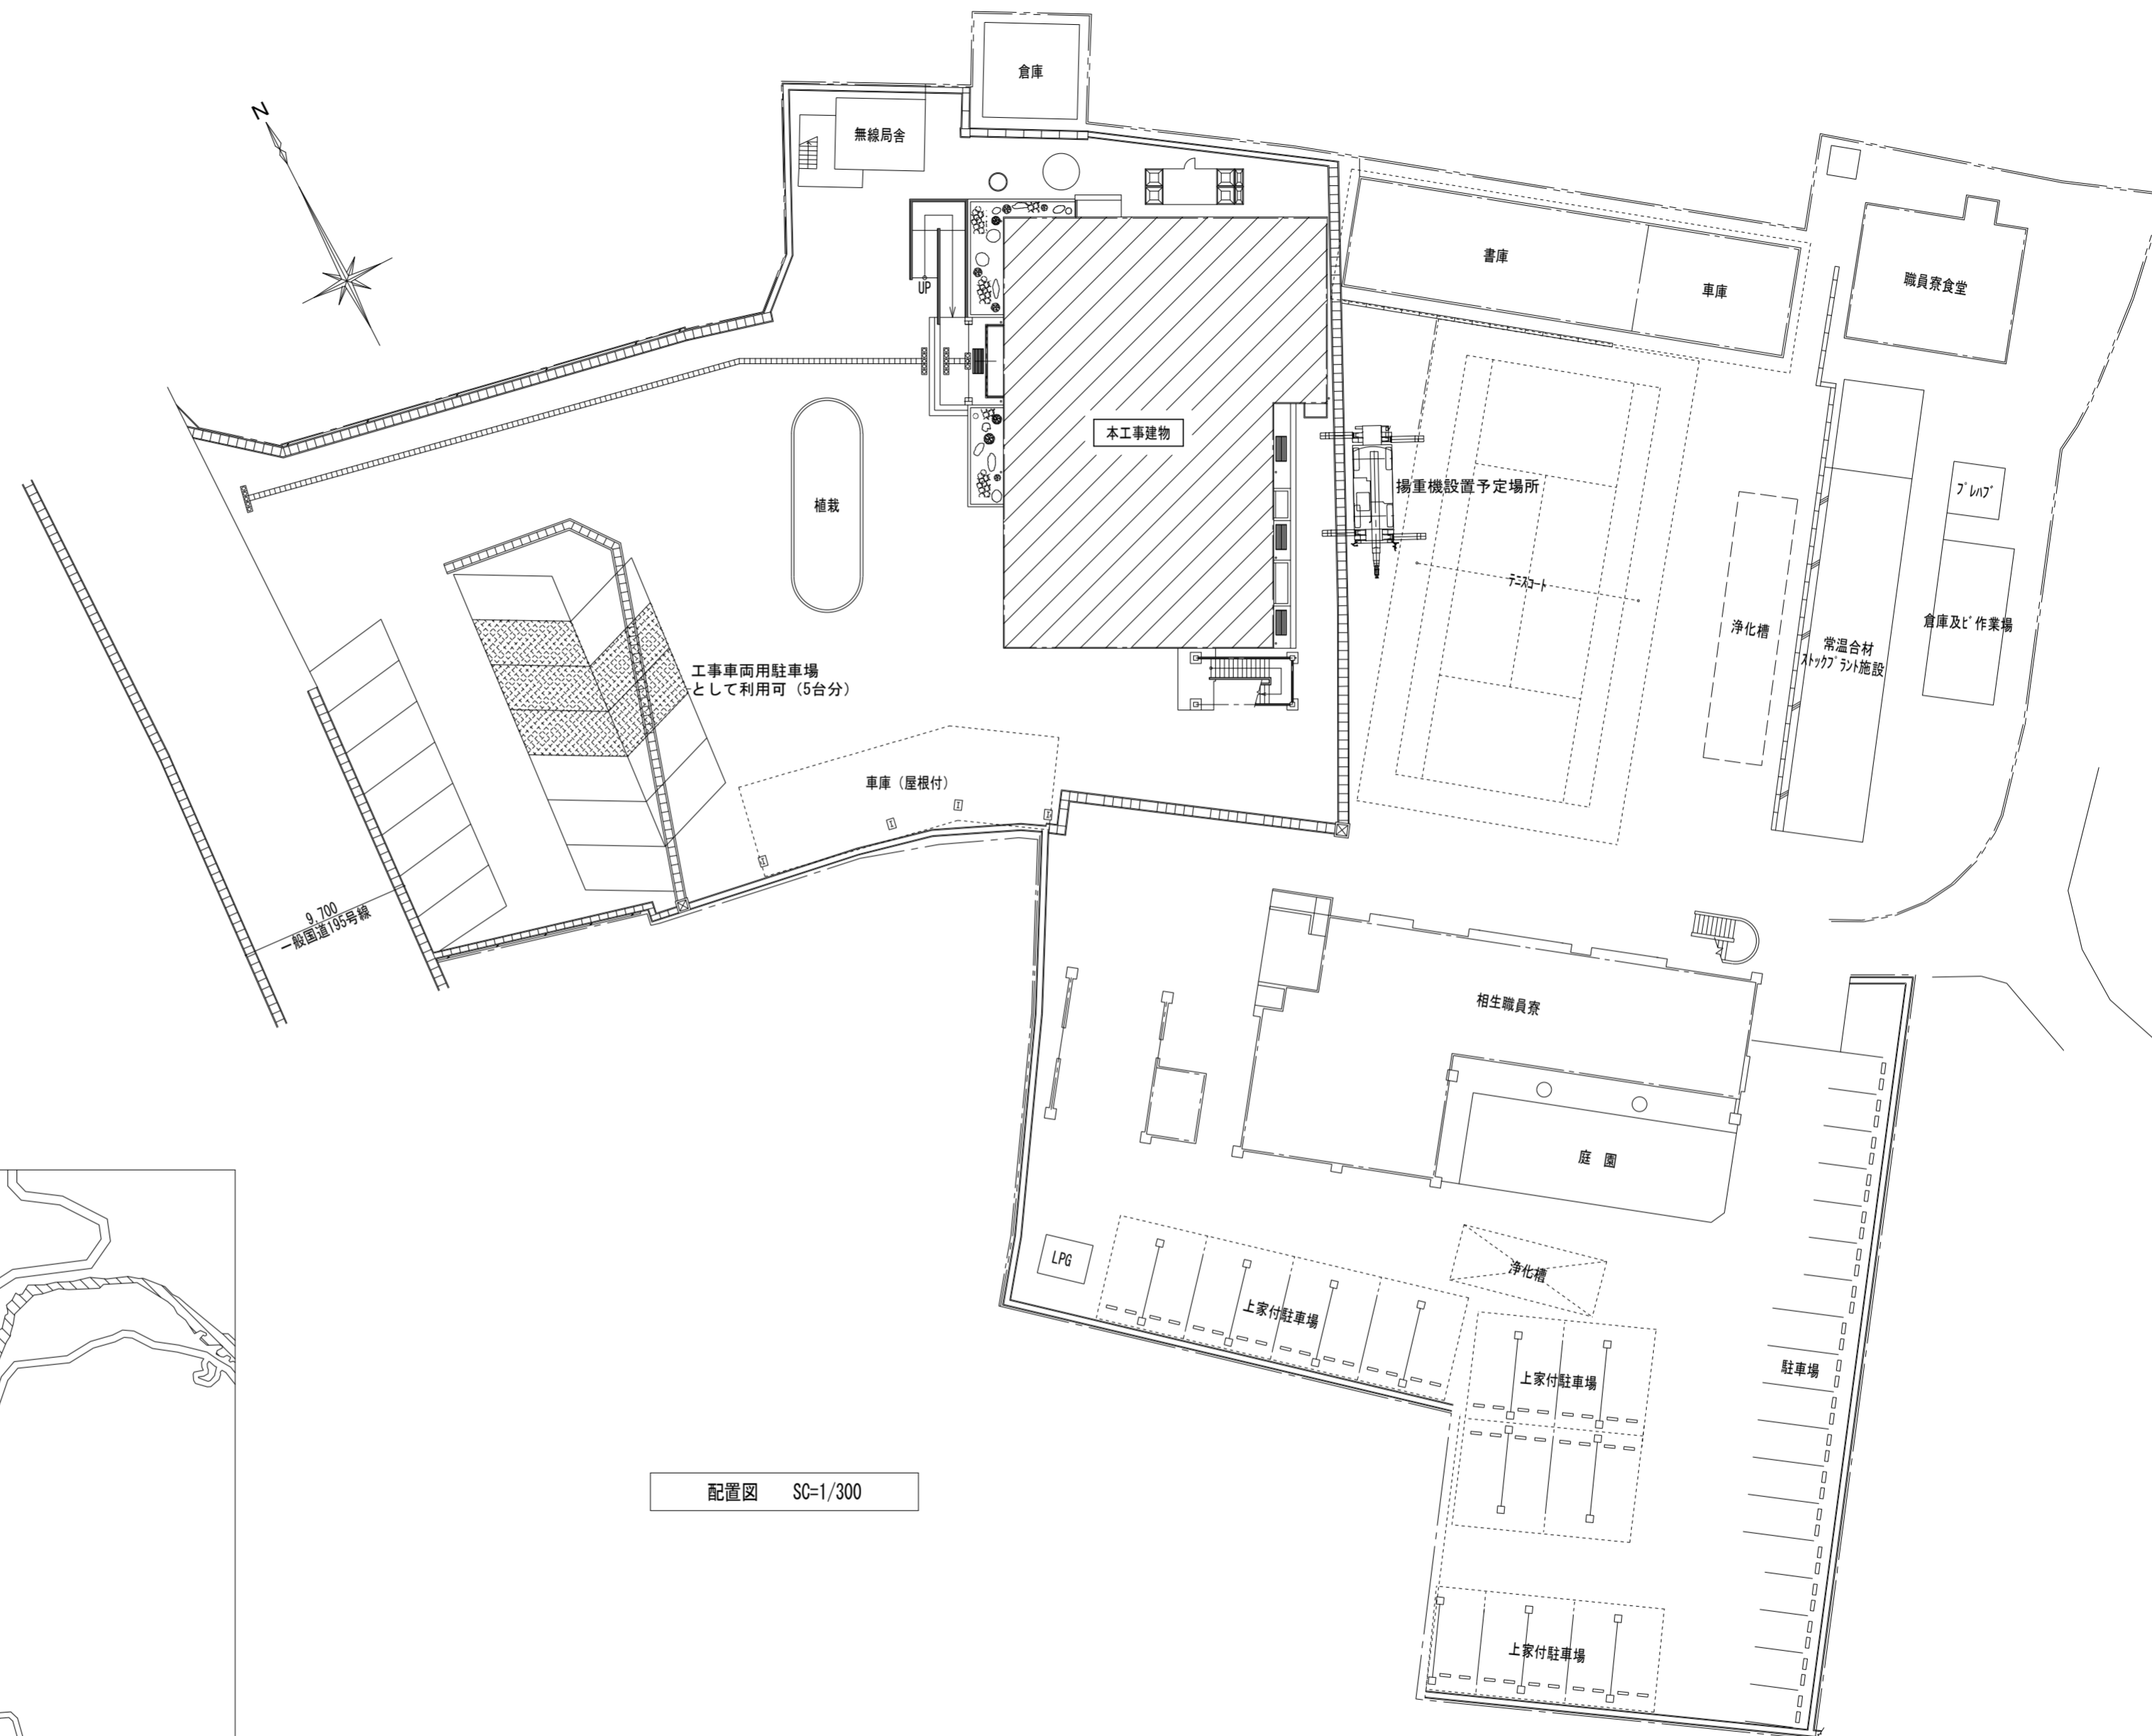 倉庫
N
無線局舎
書庫
車庫
職員寮食堂
UP
本工事建物
植栽
揚重機設置予定場所
ﾌﾟﾚﾊﾌﾞ
ﾃﾆｽｺｰﾄ
浄化槽
倉庫及ﾋﾞ作業場
常温合材
ｽﾄｯｸﾌﾟﾗﾝﾄ施設
工事車両用駐車場
として利用可（5台分）
車庫（屋根付）
9,700
一般国道195号線
相生職員寮
庭 園
LPG
浄化槽
上家付駐車場
上家付駐車場
駐車場
配置図 SC=1/300
上家付駐車場